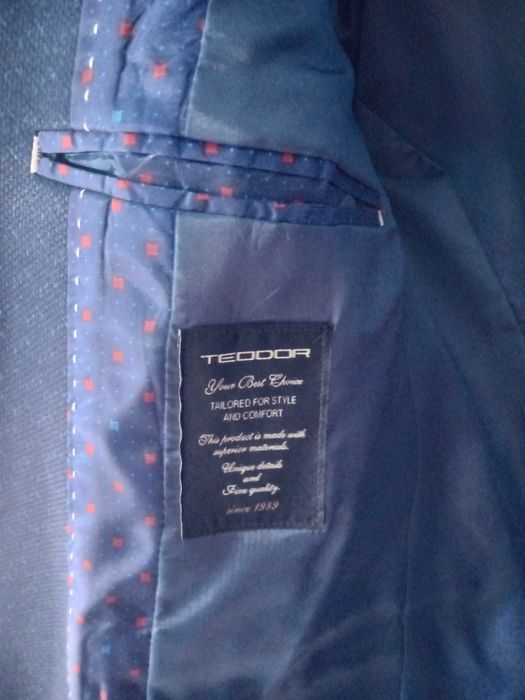 TEODOR
Your Best Choice
TAILORED FOR STYLE
AND COMFORT
This product is made with
superior materials.
Unique details
and
Fine quality.
since 1989